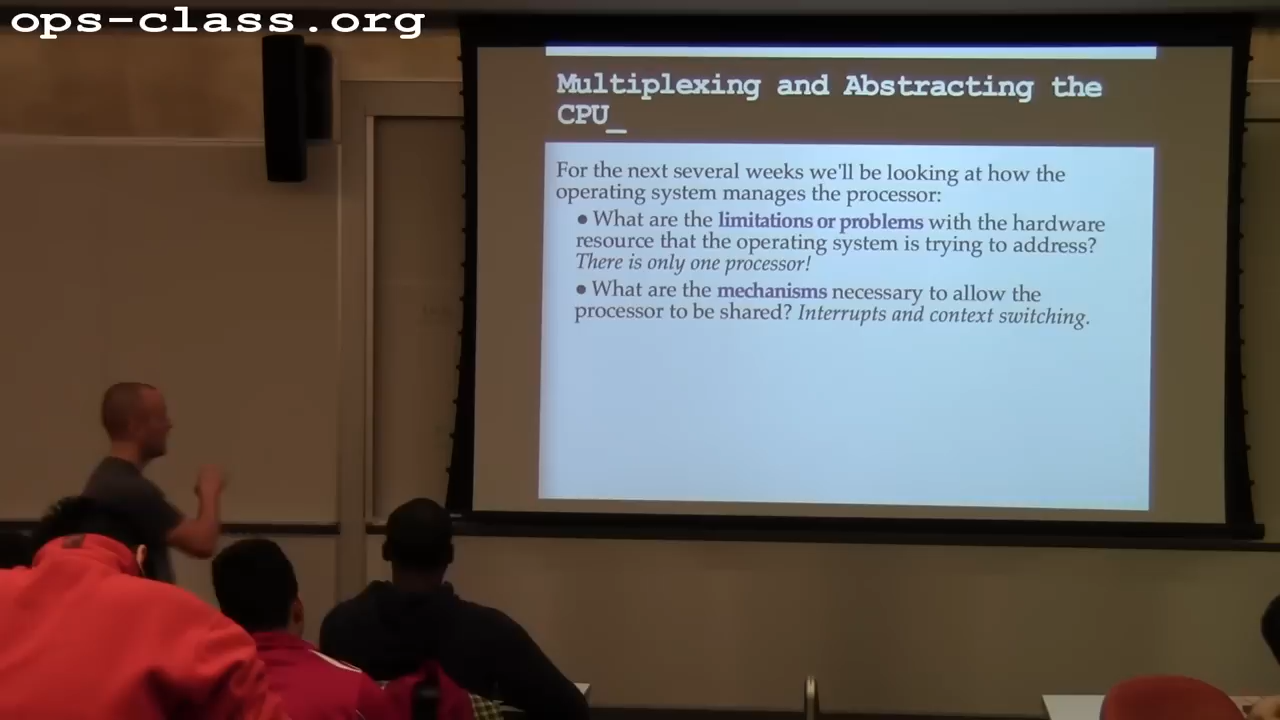 ops-class.org
Multiplexing and Abstracting the
CPU_
For the next several weeks we'll be looking at how the
operating system manages the processor:
● What are the limitations or problems with the hardware
resource that the operating system is trying to address?
There is only one processor!
● What are the mechanisms necessary to allow the
processor to be shared? Interrupts and context switching.